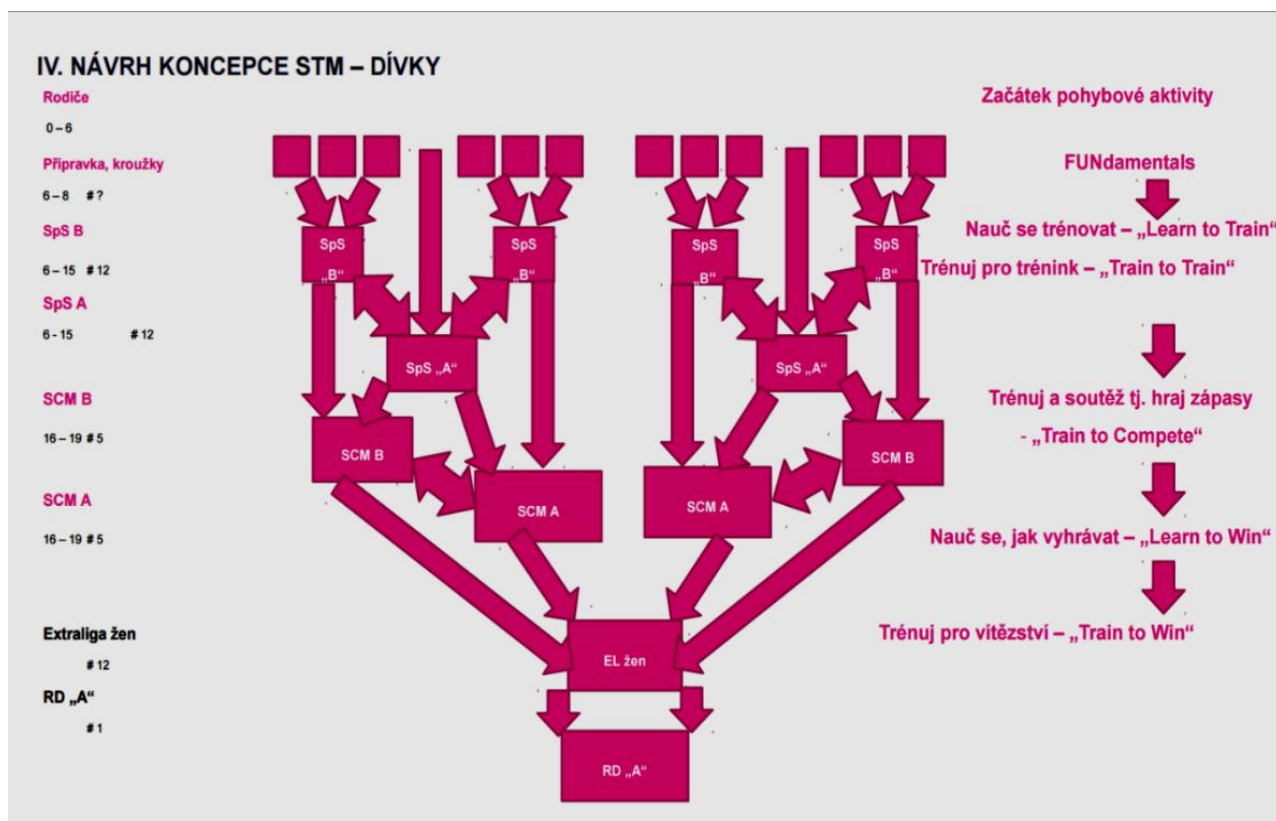 IV. NÁVRH KONCEPCE STM – DÍVKY
Rodiče
0 – 6
Přípravka, kroužky
6 – 8 # ?
SpS B
6 – 15 # 12
SpS A
6 - 15 # 12
SCM B
16 – 19 # 5
SCM A
16 – 19 # 5
Extraliga žen
# 12
RD „A“
# 1
SpS
„B“
SpS
„B“
SpS
„B“
SpS
„B“
SpS „A“
SpS „A“
SCM B
SCM A
SCM A
SCM B
EL žen
RD „A“
Začátek pohybové aktivity
FUNdamentals
Nauč se trénovat – „Learn to Train“
Trénuj pro trénink – „Train to Train“
Trénuj a soutěž tj. hraj zápasy
- „Train to Compete“
Nauč se, jak vyhrávat – „Learn to Win“
Trénuj pro vítězství – „Train to Win“